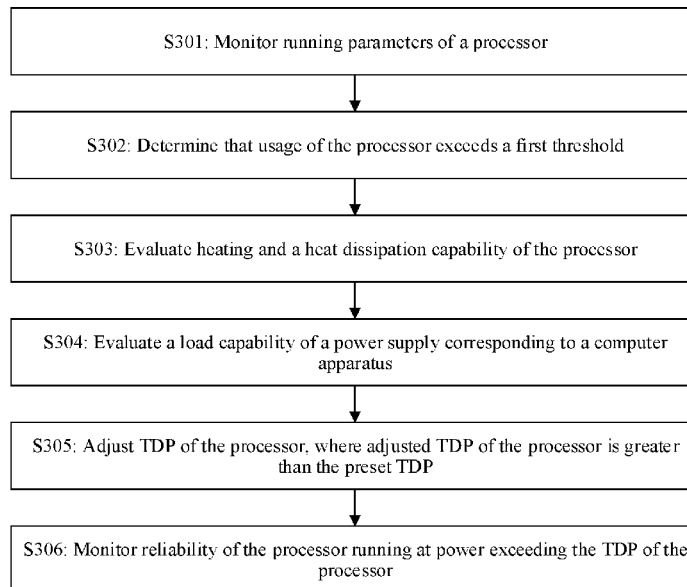 S301: Monitor running parameters of a processor
S302: Determine that usage of the processor exceeds a first threshold
S303: Evaluate heating and a heat dissipation capability of the processor
S304: Evaluate a load capability of a power supply corresponding to a computer
apparatus
S305: Adjust TDP of the processor, where adjusted TDP of the processor is greater
than the preset TDP
S306: Monitor reliability of the processor running at power exceeding the TDP of the
processor